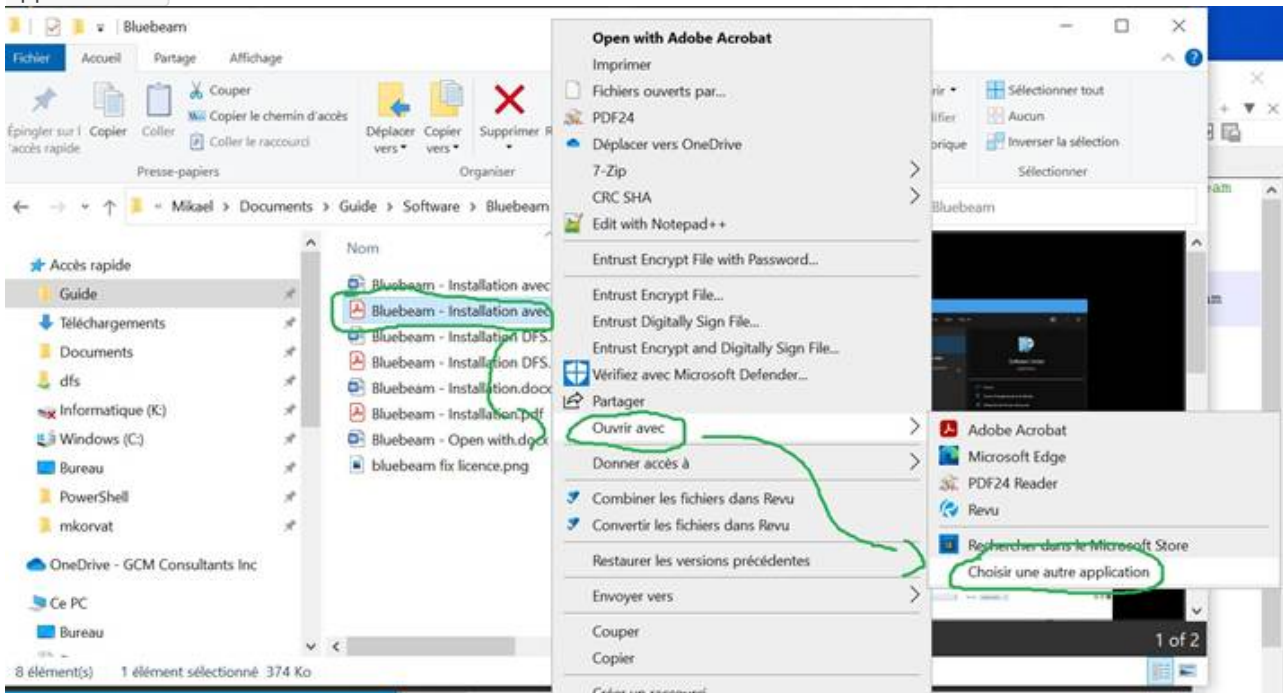 Bluebeam
Fichier Accueil Partage Affichage
Épingler sur l Copier Coller
'accès rapide
Couper
Copier le chemin d'accès
Coller le raccourci
Presse-papiers
Déplacer Copier Supprimer R
vers vers
Organiser
Sélectionner tout
Aucun
Inverser la sélection
Sélectionner
Mikael > Documents > Guide > Software > Bluebeam
Bluebeam
Accès rapide
Guide
Téléchargements
Documents
dfs
Informatique (K:)
Windows (C:)
Bureau
PowerShell
mkorvat
OneDrive - GCM Consultants Inc
Ce PC
Bureau
8 élément(s) 1 élément sélectionné 374 Ko
Nom
Bluebeam - Installation avec
Bluebeam - Installation avec
Bluebeam - Installation DFS.
Bluebeam - Installation DFS.
Bluebeam - Installation.docx
Bluebeam - Installation.pdf
Bluebeam - Open with.docx
bluebeam fix licence.png
Open with Adobe Acrobat
Imprimer
Fichiers ouverts par...
PDF24
Déplacer vers OneDrive
7-Zip
CRC SHA
Edit with Notepad++
Entrust Encrypt File with Password...
Entrust Encrypt File...
Entrust Digitally Sign File...
Entrust Encrypt and Digitally Sign File...
Vérifiez avec Microsoft Defender...
Partager
Ouvrir avec
Donner accès à
Combiner les fichiers dans Revu
Convertir les fichiers dans Revu
Restaurer les versions précédentes
Envoyer vers
Couper
Copier
Créer un raccourci
Adobe Acrobat
Microsoft Edge
PDF24 Reader
Revu
Rechercher dans le Microsoft Store
Choisir une autre application
1 of 2